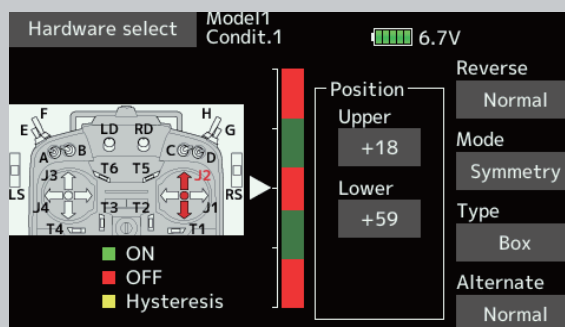 Hardware select
Model1
Condit.1
6.7V
F
H
E
G
LD RD
A B
C D
J3
T6 T5
J2
LS
RS
J4
T3 T2
J1
T4
T1
ON
OFF
Hysteresis
Position
Upper
+18
Lower
+59
Reverse
Normal
Mode
Symmetry
Type
Box
Alternate
Normal